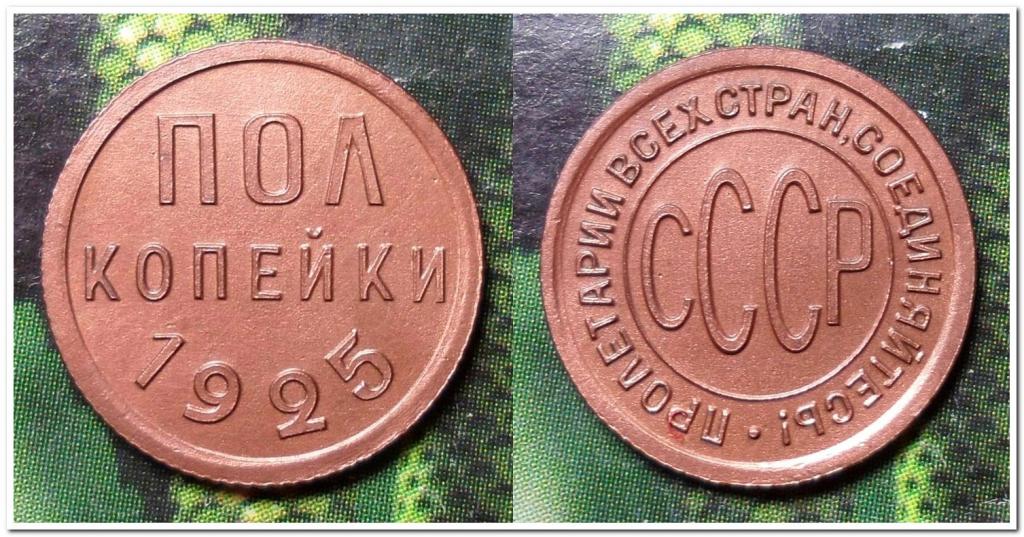 ПОЛ
КОПЕЙКИ
1925
ПРОЛЕТАРИИ ВСЕХ СТРАН, СОЕДИНЯЙТЕСЬ! •
СССР